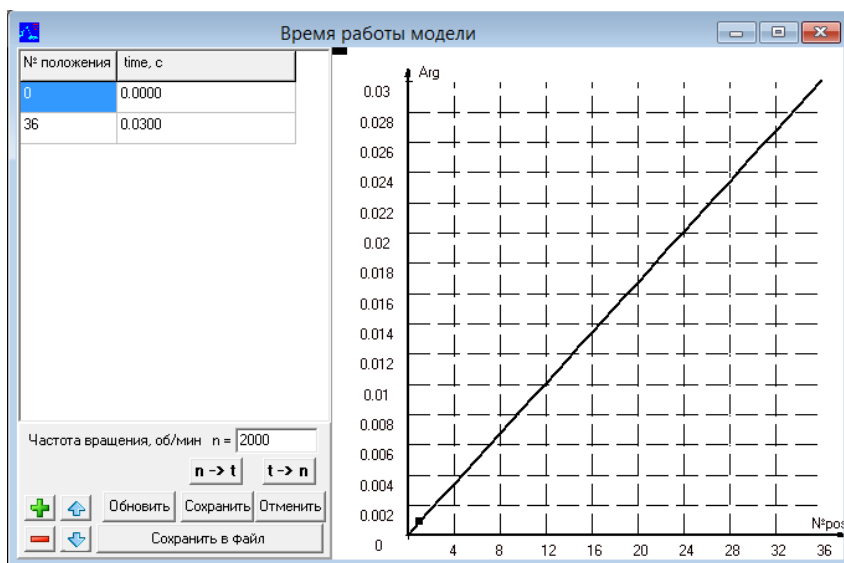 Время работы модели
№ положения time, с
0 0.0000
36 0.0300
Arg
0.03
0.028
0.026
0.024
0.022
0.02
0.018
0.016
0.014
0.012
0.01
0.008
0.006
0.004
0.002
0
4 8 12 16 20 24 28 32 36
N²pos
Частота вращения, об/мин n = 2000
n -> t t -> n
Обновить Сохранить Отменить
Сохранить в файл